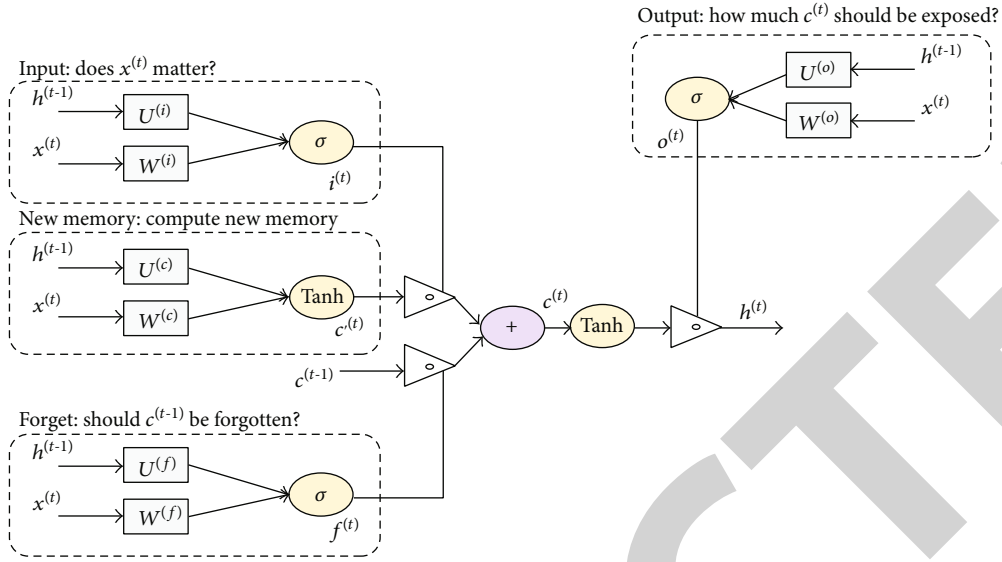 Output: how much c^(t) should be exposed?
h^(t-1)
U^(o)
σ
x^(t)
W^(o)
o^(t)
Input: does x^(t) matter?
h^(t-1)
U^(i)
σ
x^(t)
W^(i)
i^(t)
New memory: compute new memory
h^(t-1)
U^(c)
Tanh
x^(t)
W^(c)
c′^(t)
+
c^(t)
Tanh
h^(t)
c^(t-1)
Forget: should c^(t-1) be forgotten?
h^(t-1)
U^(f)
σ
x^(t)
W^(f)
f^(t)